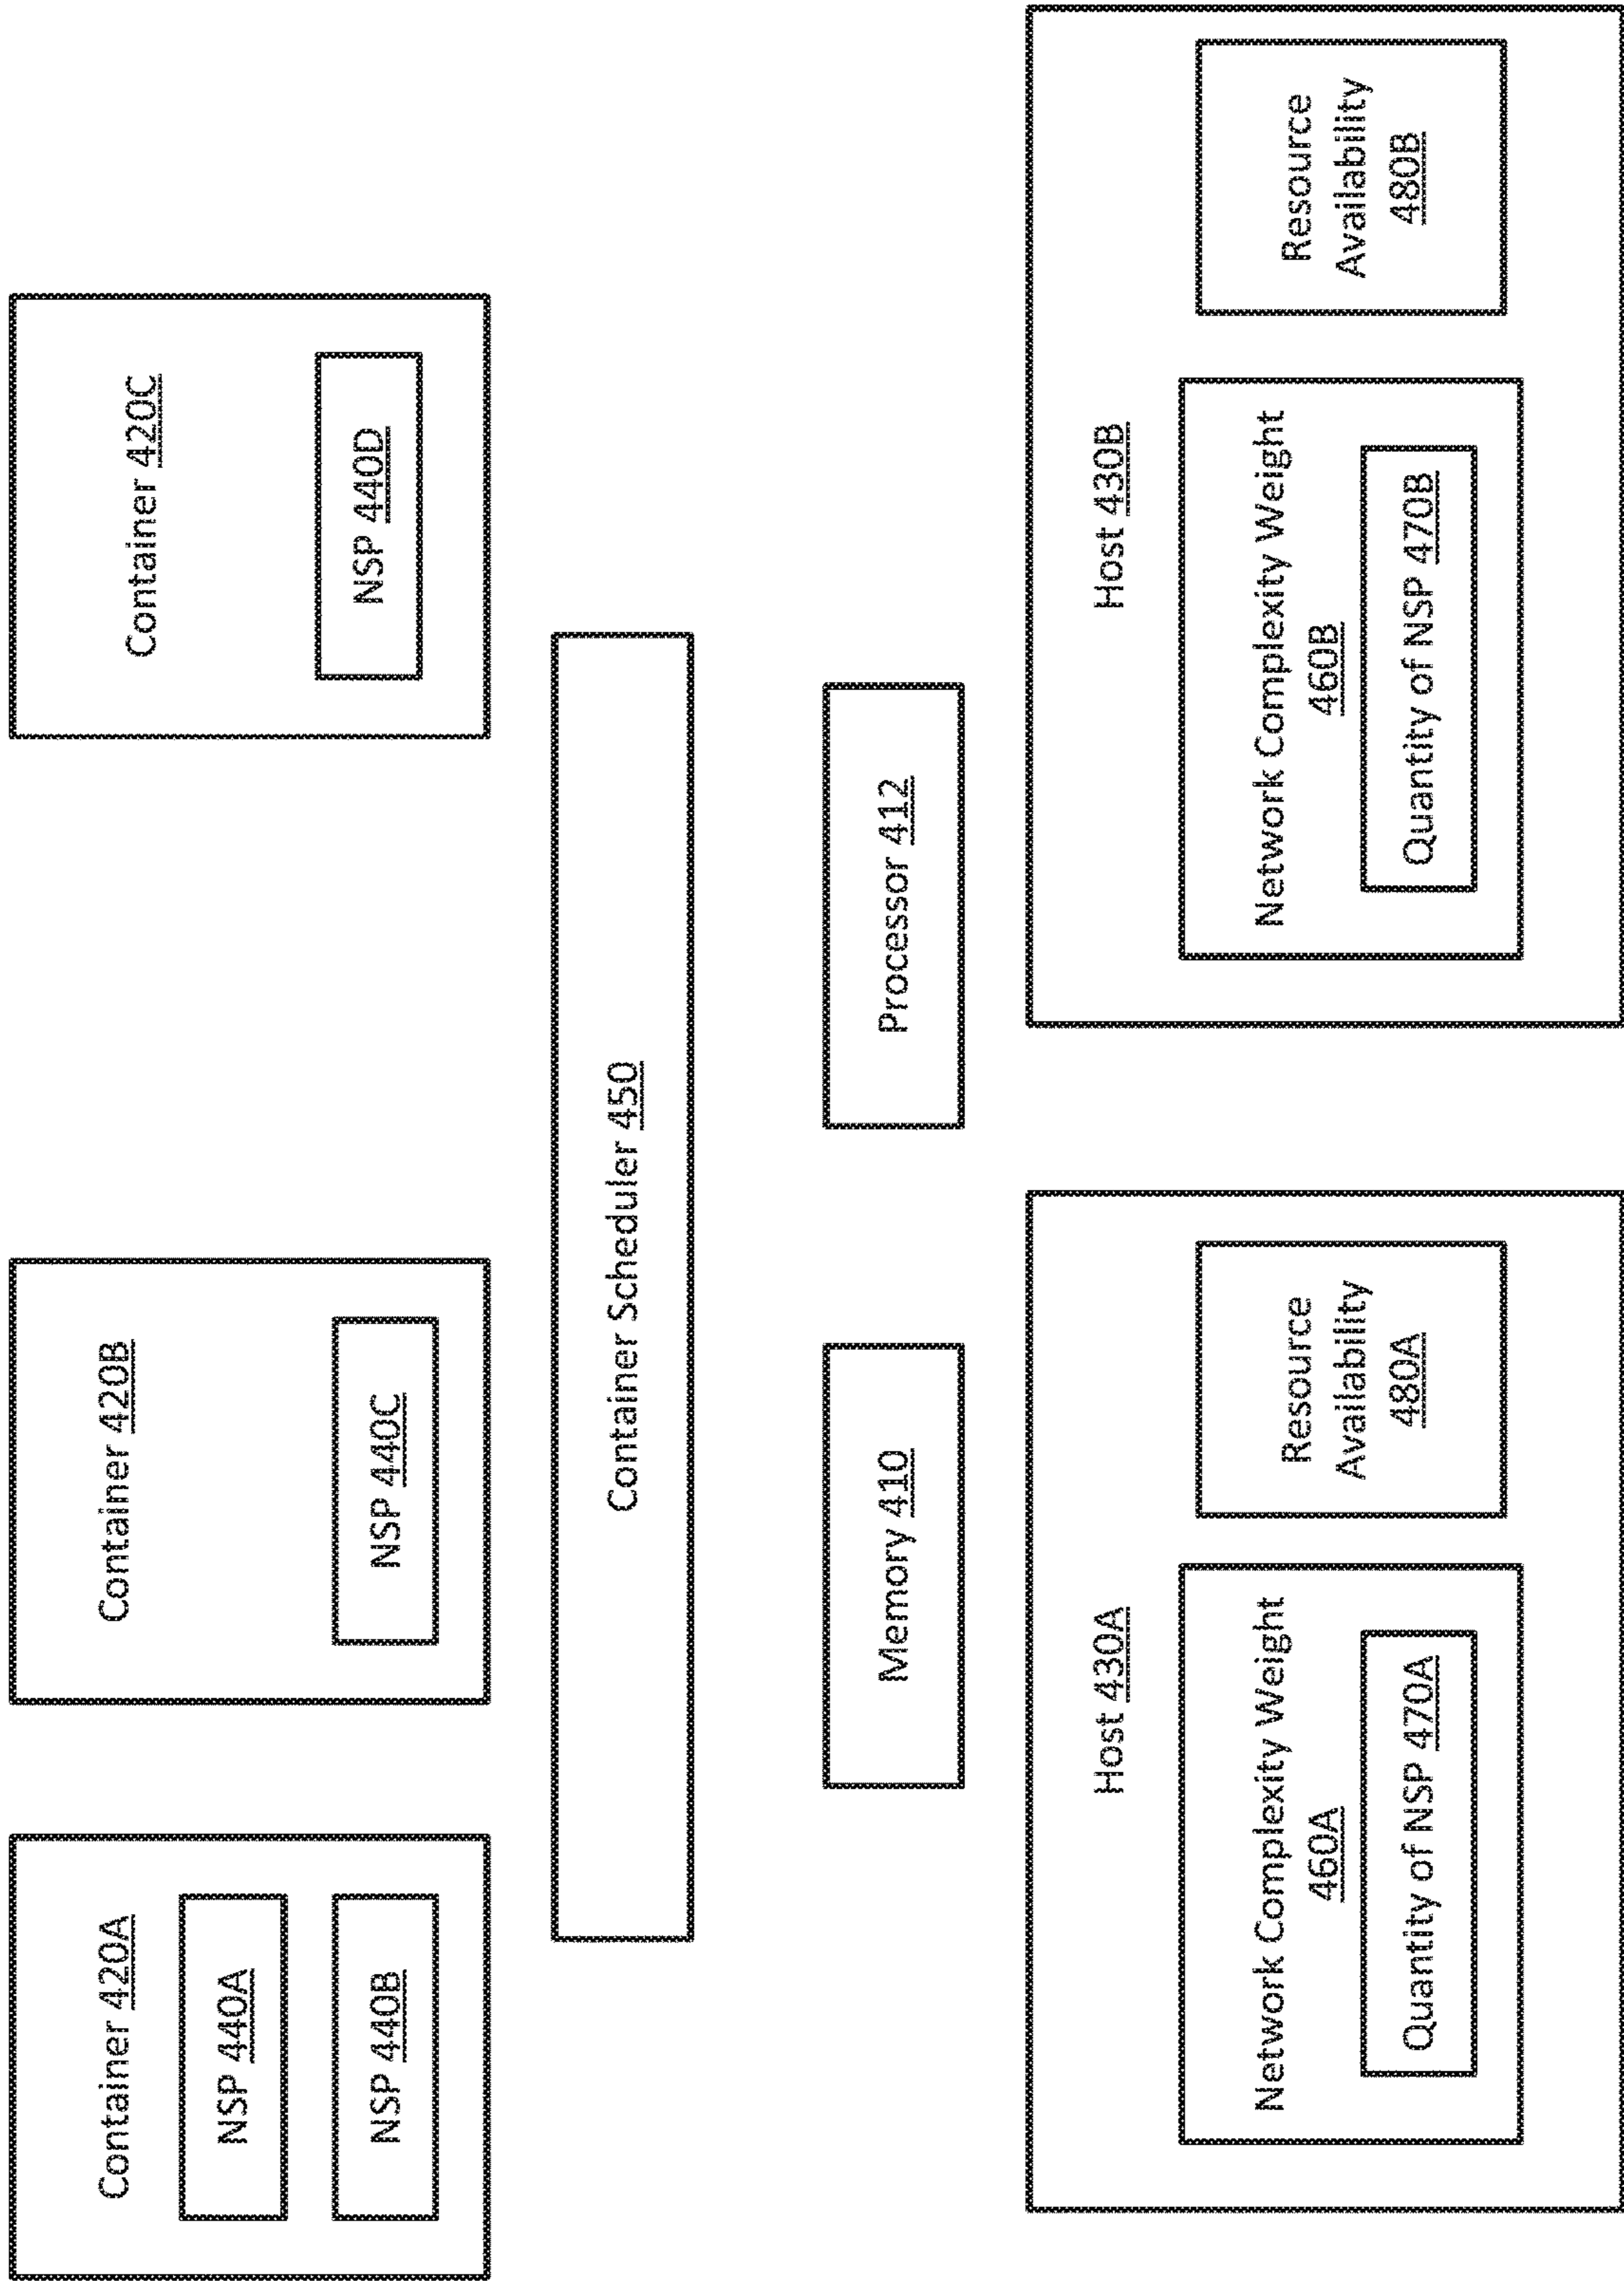 Container 420A
NSP 440A
NSP 440B
Container 420B
NSP 440C
Container 420C
NSP 440D
Container Scheduler 450
Memory 410
Processor 412
Host 430A
Network Complexity Weight
460A
Quantity of NSP 470A
Resource
Availability
480A
Host 430B
Network Complexity Weight
460B
Quantity of NSP 470B
Resource
Availability
480B